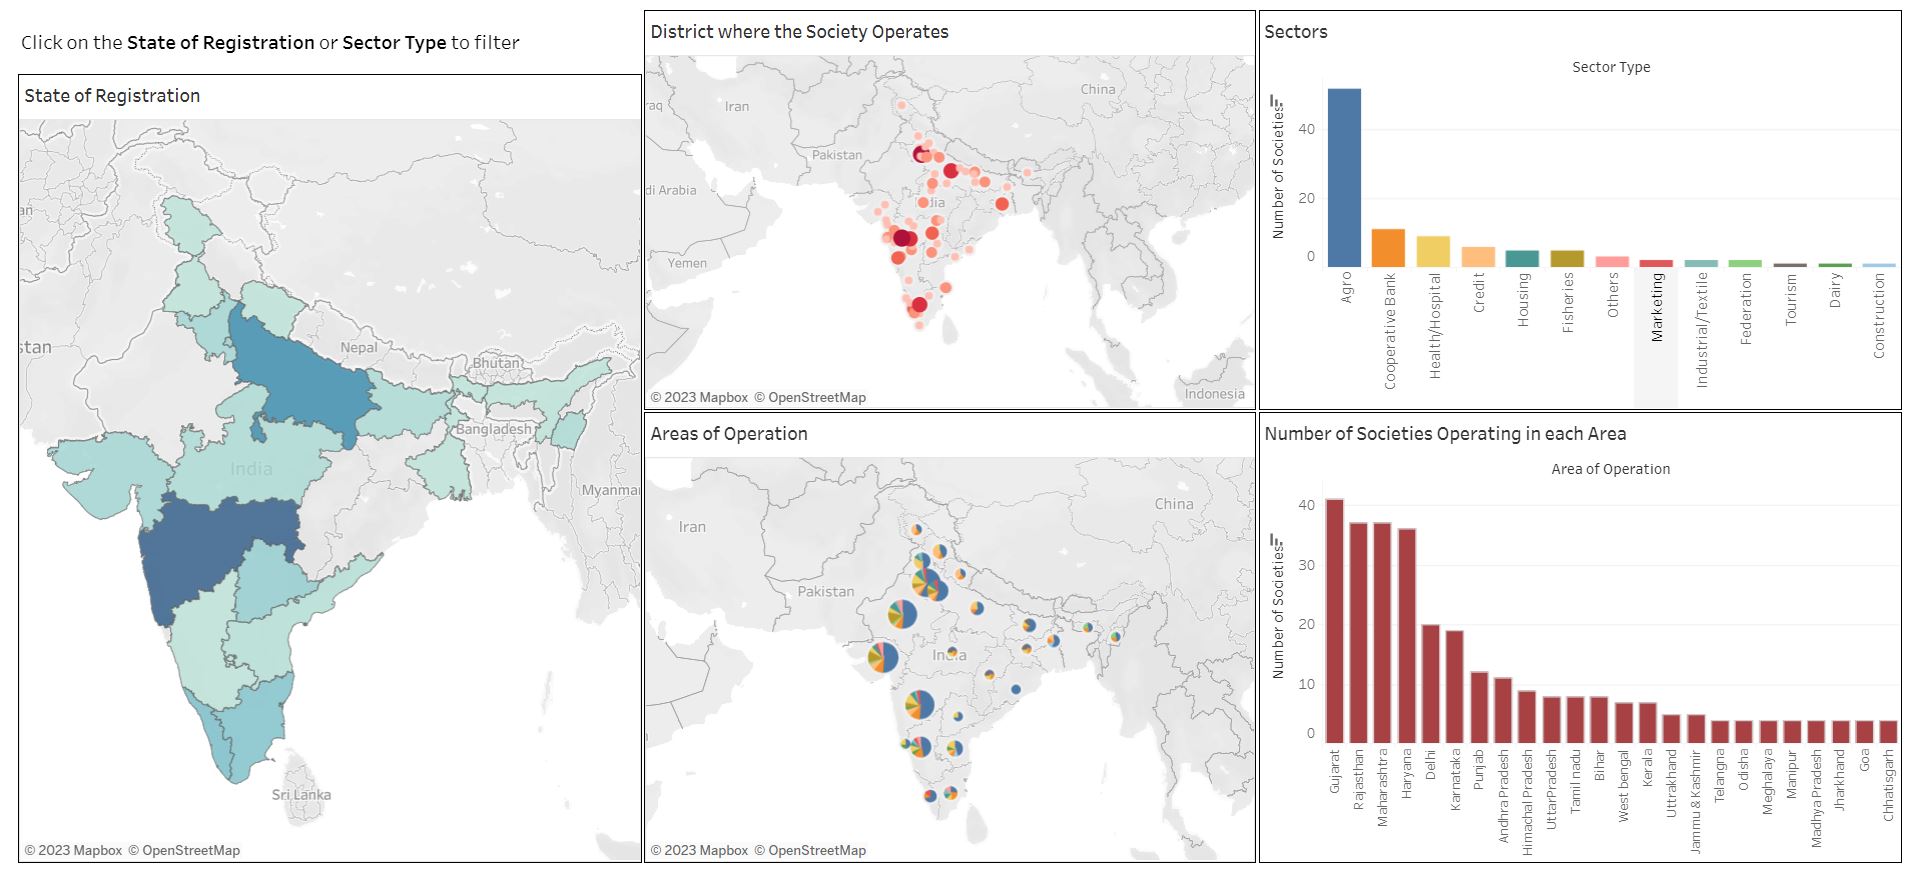 Click on the State of Registration or Sector Type to filter
State of Registration
an
stan
Nepal
Bhutan
Bangladesh
India
Myanmar
Sri Lanka
© 2023 Mapbox © OpenStreetMap
District where the Society Operates
raq
Iran
China
Pakistan
di Arabia
dia
Yemen
Indonesia
© 2023 Mapbox © OpenStreetMap
Areas of Operation
China
Iran
Pakistan
India
© 2023 Mapbox © OpenStreetMap
Sectors
Sector Type
Number of Societies
40
20
0
Agro
Cooperative Bank
Health/Hospital
Credit
Housing
Fisheries
Others
Marketing
Industrial/Textile
Federation
Tourism
Dairy
Construction
Number of Societies Operating in each Area
Area of Operation
Number of Societies
40
30
20
10
0
Gujarat
Rajasthan
Maharashtra
Haryana
Delhi
Karnataka
Punjab
Andhra Pradesh
Himachal Pradesh
UttarPradesh
Tamil nadu
Bihar
West bengal
Kerala
Uttrakhand
Jammu & Kashmir
Telangna
Odisha
Meghalaya
Manipur
Madhya Pradesh
Jharkhand
Goa
Chhatisgarh